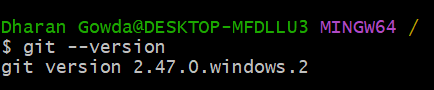 Dharan Gowda@DESKTOP-MFDLLU3 MINGW64 /
$ git --version
git version 2.47.0.windows.2